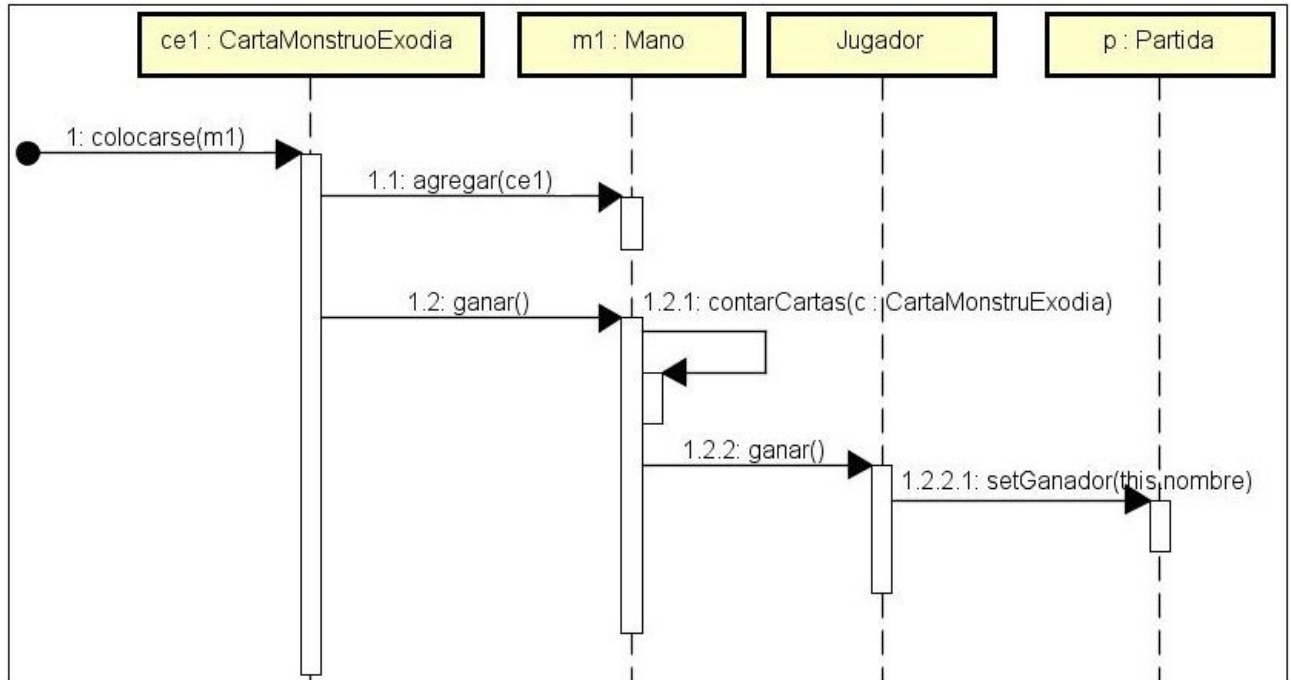 ce1 : CartaMonstruoExodia
m1 : Mano
Jugador
p : Partida
1: colocarse(m1)
1.1: agregar(ce1)
1.2: ganar()
1.2.1: contarCartas(c : CartaMonstruExodia)
1.2.2: ganar()
1.2.2.1: setGanador(this.nombre)